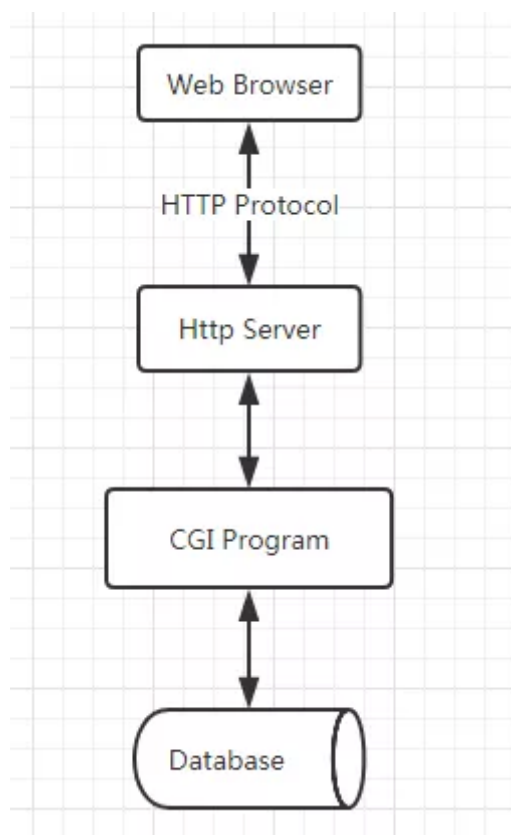 Web Browser
HTTP Protocol
Http Server
CGI Program
Database